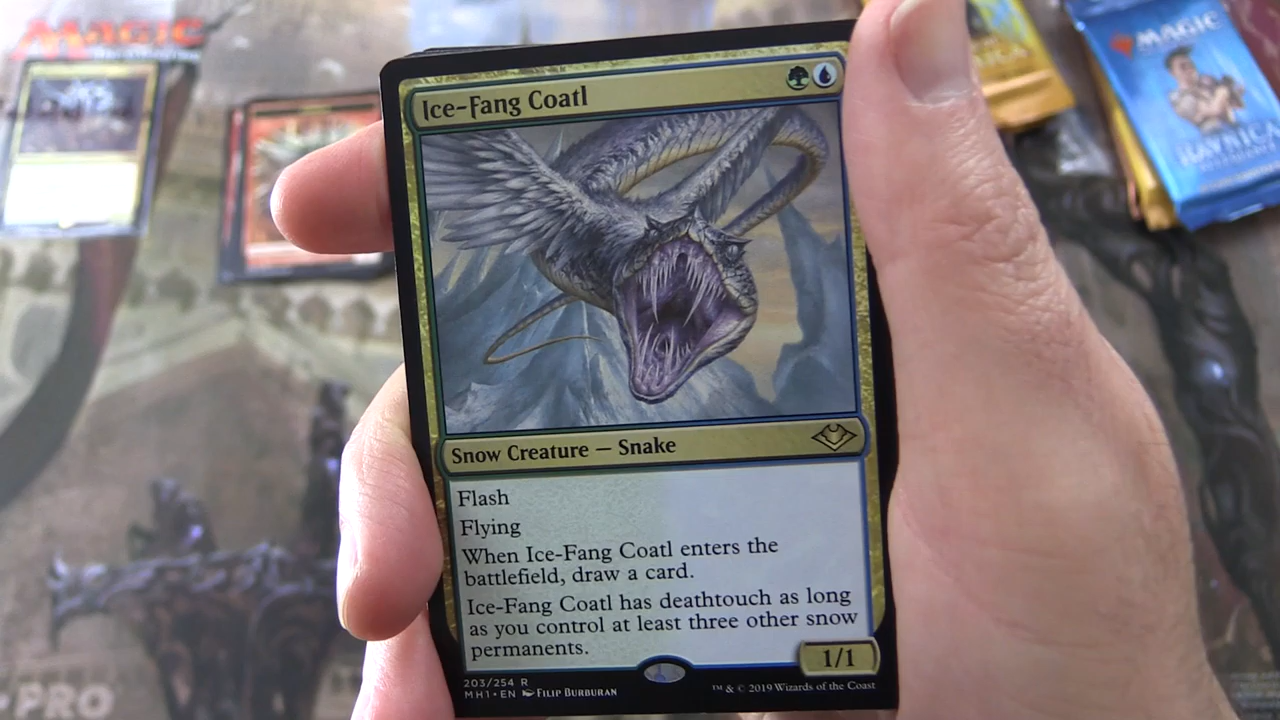 MAGIC
Ice-Fang Coatl
MAGIC
RAVNICA
Snow Creature — Snake
Flash
Flying
When Ice-Fang Coatl enters the
battlefield, draw a card.
Ice-Fang Coatl has deathtouch as long
as you control at least three other snow
permanents.
1/1
203/254 R
MH1 • EN Filip Burburan
™ & © 2019 Wizards of the Coast
PRO